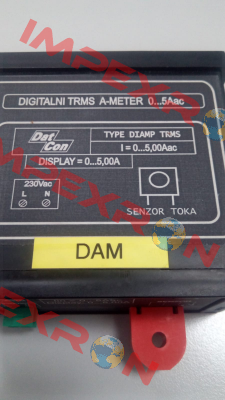 DIGITALNI TRMS A-METER 0...5Aac
Dat Con
TYPE DIAMP TRMS
I = 0...5,00Aac
DISPLAY = 0...5,00A
230Vac
L N
SENZOR TOKA
DAM
IMPEXRON
IMPEXRON